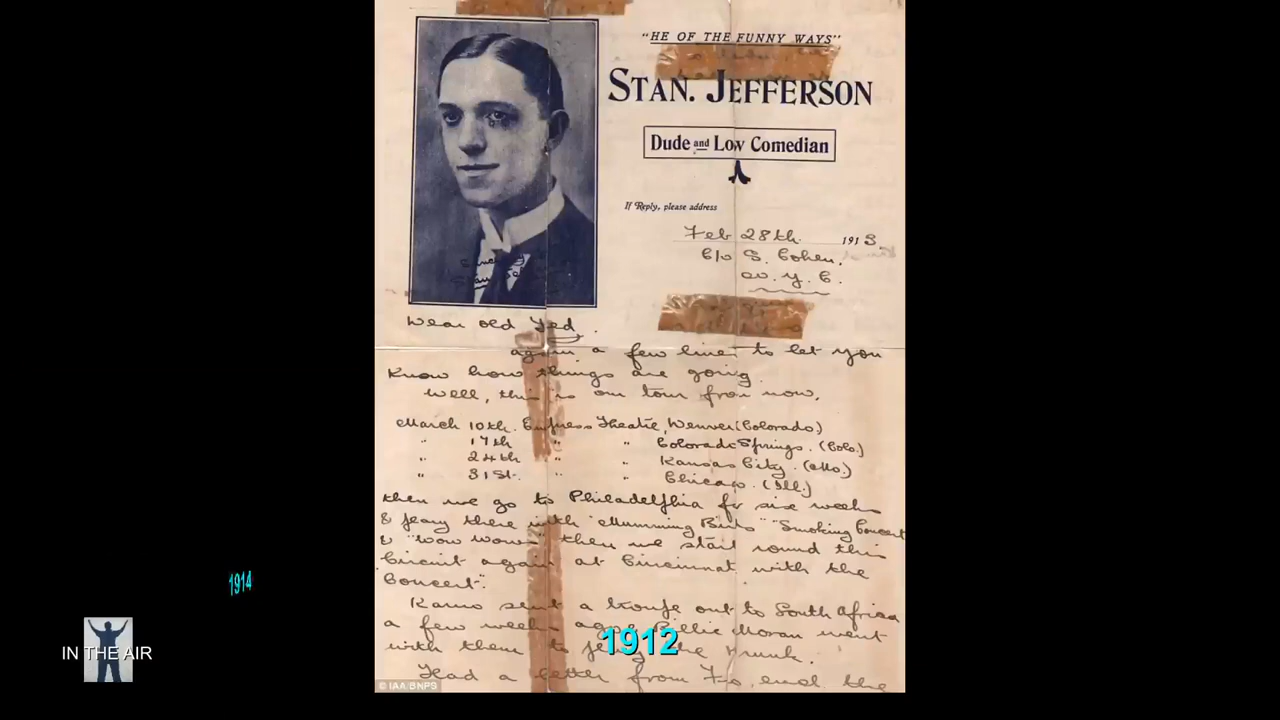 "HE OF THE FUNNY WAYS"
STAN. JEFFERSON
Dude and Low Comedian
If Reply, please address
Feb 28th. 1913
C/o S. Cohen.
N. Y. C.
Dear old Ted.
again a few lines to let you
know how things are going.
Well, this is our tour from now.
March 10th. Empress Theatre, Denver (Colorado)
" 17th " " Colorado Springs. (Colo.)
" 24th " Kansas City. (Mo.)
" 31st. " " Chicago. (Ill.)
then we go to Philadelphia for six weeks
& play there with "Mumming Birds" "Smoking Concert
& "Wow Wows" then we start round this
Circuit again at Cincinnat with the
Concert".
Karno sent a troupe out to South Africa
a few weeks ago, Billie Moran went
with them to play the Drunk.
Had a letter from the
1914
1912
IN THE AIR
© IAA/BNPS